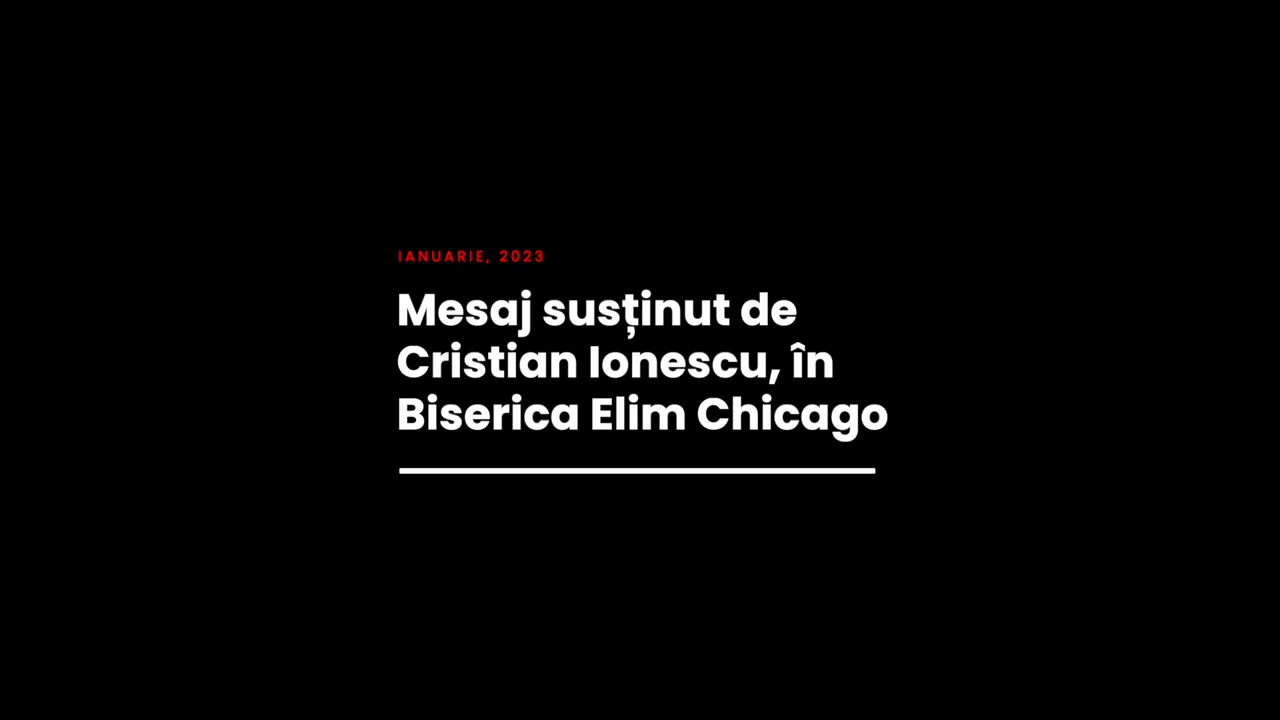 IANUARIE, 2023
Mesaj susținut de
Cristian Ionescu, în
Biserica Elim Chicago